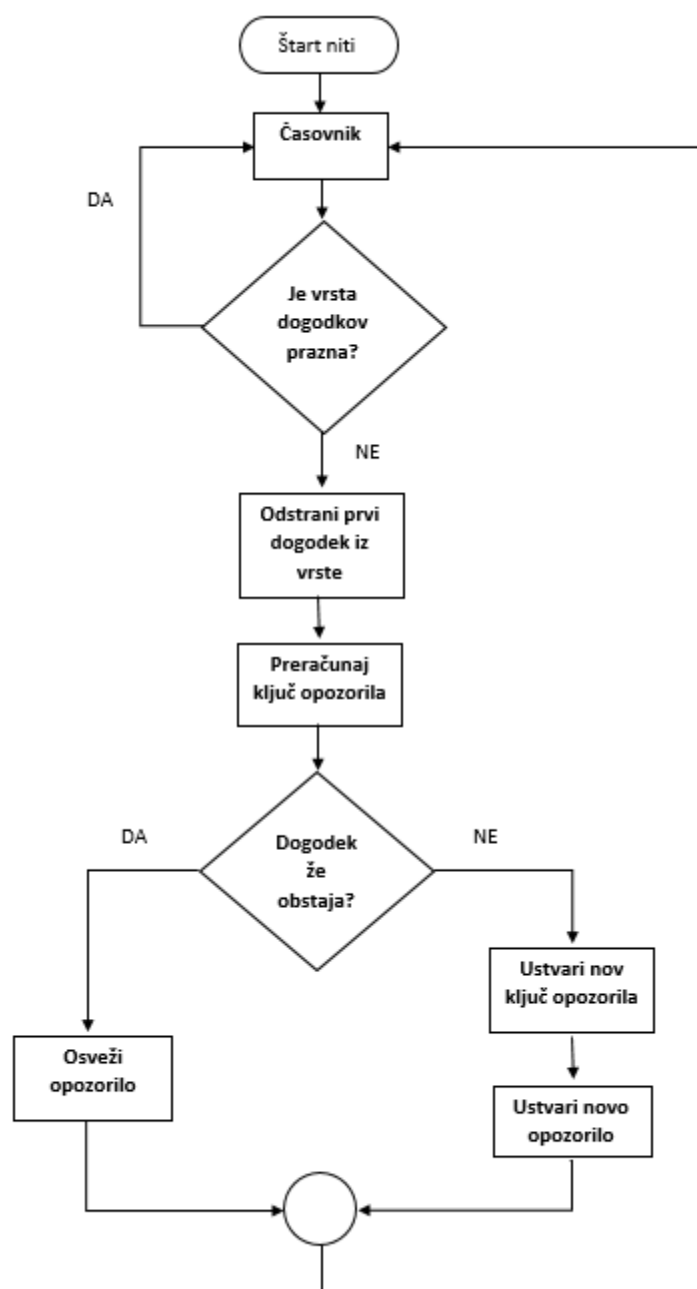 Štart niti
Časovnik
DA
Je vrsta
dogodkov
prazna?
NE
Odstrani prvi
dogodek iz
vrste
Preračunaj
ključ opozorila
DA
NE
Dogodek
že
obstaja?
Ustvari nov
ključ opozorila
Osveži
opozorilo
Ustvari novo
opozorilo